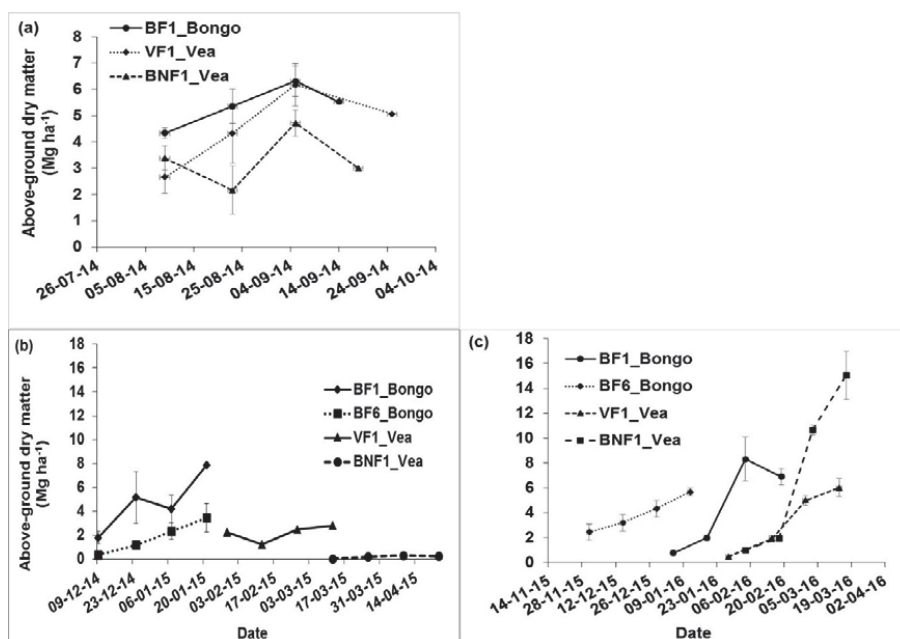 (a)
BF1_Bongo
VF1_Vea
BNF1_Vea
Above-ground dry matter
(Mg ha⁻¹)
8
7
6
5
4
3
2
1
0
26-07-14
05-08-14
15-08-14
25-08-14
04-09-14
14-09-14
24-09-14
04-10-14
(b)
BF1_Bongo
BF6_Bongo
VF1_Vea
BNF1_Vea
Above-ground dry matter
(Mg ha⁻¹)
18
16
14
12
10
8
6
4
2
0
09-12-14
23-12-14
06-01-15
20-01-15
03-02-15
17-02-15
03-03-15
17-03-15
31-03-15
14-04-15
Date
(c)
BF1_Bongo
BF6_Bongo
VF1_Vea
BNF1_Vea
18
16
14
12
10
8
6
4
2
0
14-11-15
28-11-15
12-12-15
26-12-15
09-01-16
23-01-16
06-02-16
20-02-16
05-03-16
19-03-16
02-04-16
Date